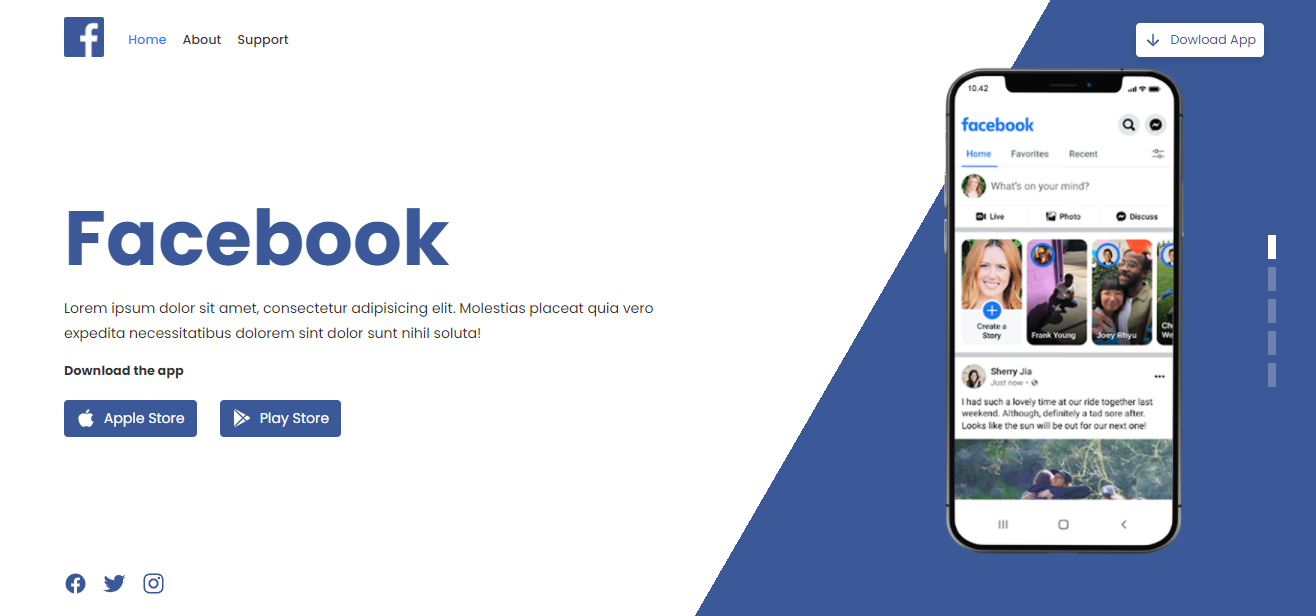 Home About Support
Dowload App
Facebook
Lorem ipsum dolor sit amet, consectetur adipisicing elit. Molestias placeat quia vero
expedita necessitatibus dolorem sint dolor sunt nihil soluta!
Download the app
Apple Store
Play Store
10.42
facebook
Home Favorites Recent
What's on your mind?
Live Photo Discuss
Create a
Story
Frank Young
Joey Rhyu
Sherry Jia
Just now
I had such a lovely time at our ride together last
weekend. Although, definitely a tad sore after.
Looks like the sun will be out for our next one!